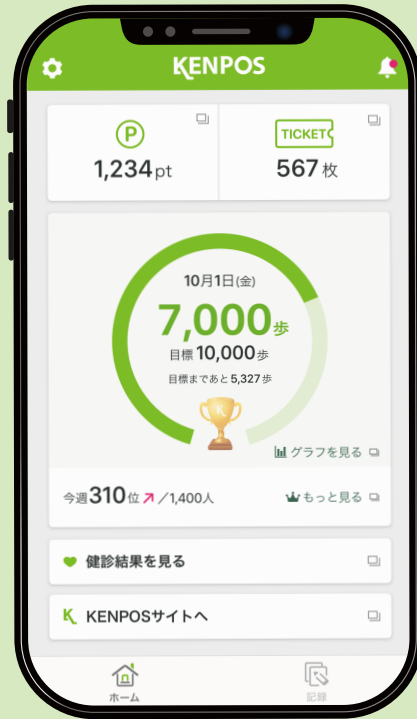 KENPOS
P
TICKET
1,234pt
567枚
10月1日(金)
7,000歩
目標 10,000歩
目標まであと5,327歩
K
グラフを見る
今週310位 ↗ /1,400人
もっと見る
健診結果を見る
K KENPOSサイトへ
ホーム
記録